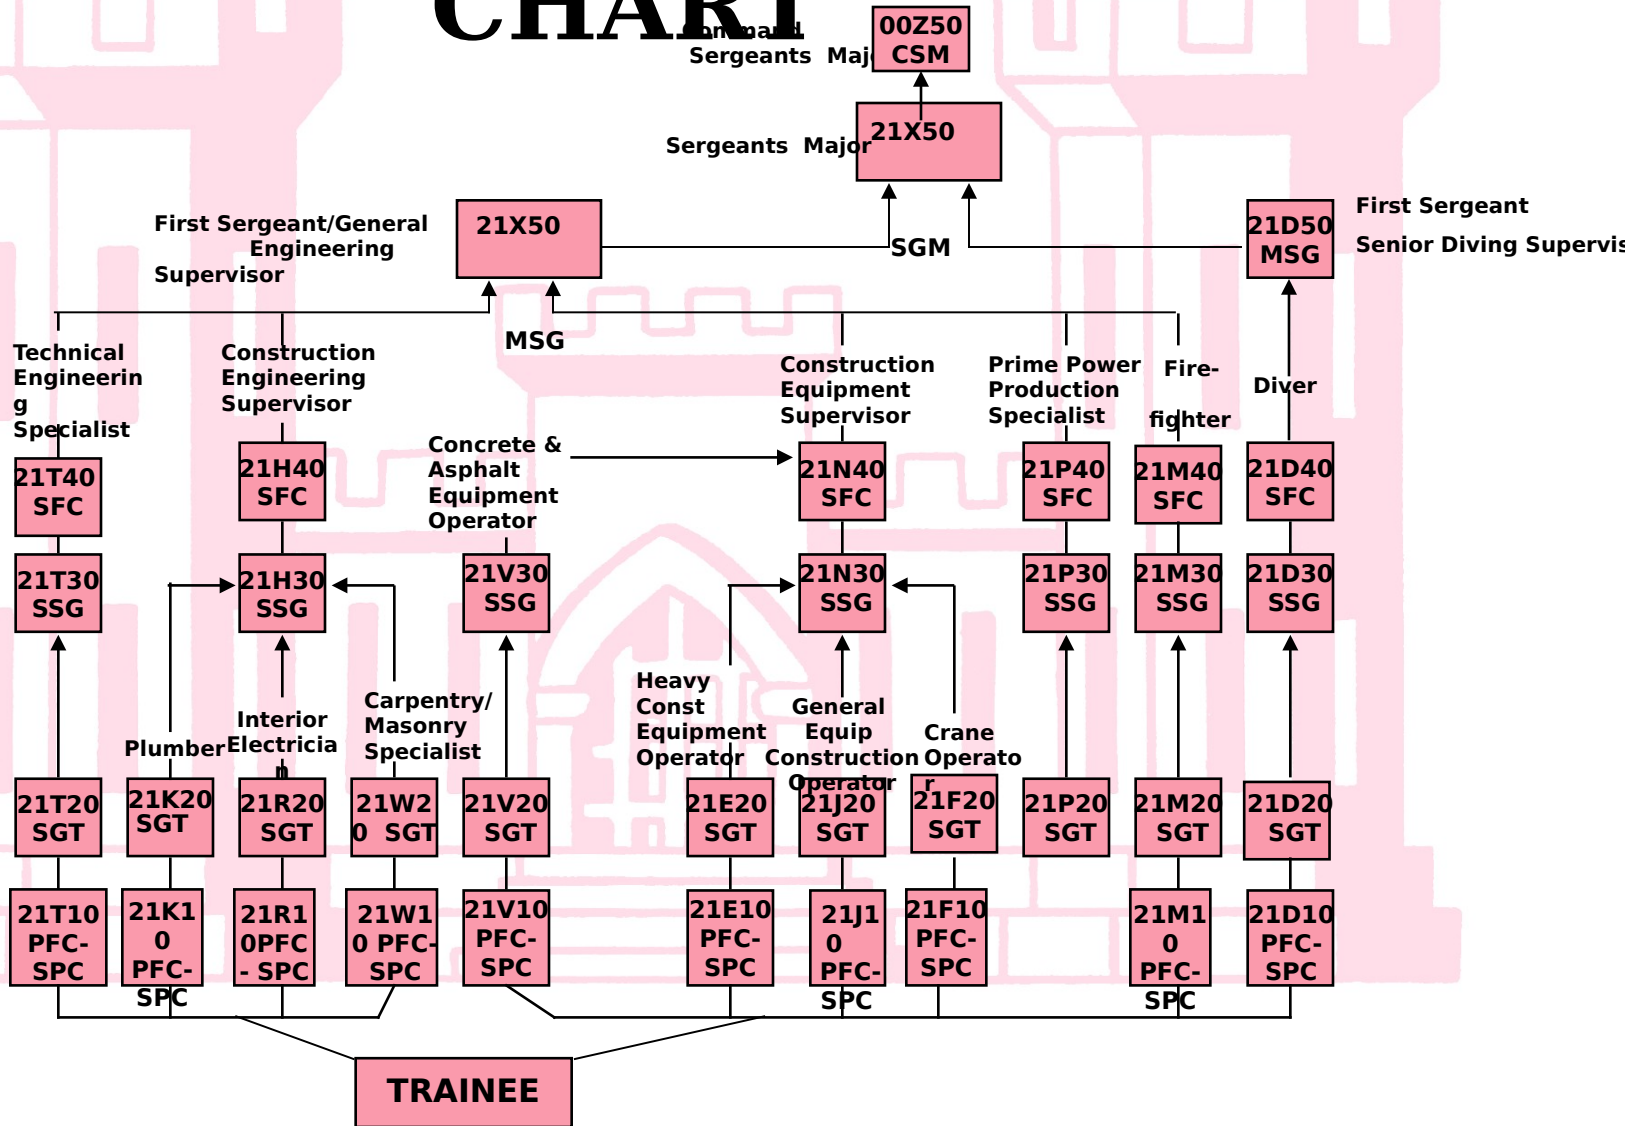 CHART
Command
Sergeants Maj
00Z50
CSM
Sergeants Major
21X50
First Sergeant/General
Engineering
Supervisor
21X50
SGM
21D50
MSG
First Sergeant
Senior Diving Supervis
MSG
Technical
Engineerin
g
Specialist
Construction
Engineering
Supervisor
Concrete &
Asphalt
Equipment
Operator
Construction
Equipment
Supervisor
Prime Power
Production
Specialist
Fire-
fighter
Diver
21T40
SFC
21H40
SFC
21N40
SFC
21P40
SFC
21M40
SFC
21D40
SFC
21T30
SSG
21H30
SSG
21V30
SSG
21N30
SSG
21P30
SSG
21M30
SSG
21D30
SSG
Plumber
Interior
Electricia
n
Carpentry/
Masonry
Specialist
Heavy
Const
Equipment
Operator
General
Equip
Construction
Operator
Crane
Operato
r
21T20
SGT
21K20
SGT
21R20
SGT
21W2
0 SGT
21V20
SGT
21E20
SGT
21J20
SGT
21F20
SGT
21P20
SGT
21M20
SGT
21D20
SGT
21T10
PFC-
SPC
21K1
0
PFC-
SPC
21R1
0PFC
- SPC
21W1
0 PFC-
SPC
21V10
PFC-
SPC
21E10
PFC-
SPC
21J1
0
PFC-
SPC
21F10
PFC-
SPC
21M1
0
PFC-
SPC
21D10
PFC-
SPC
TRAINEE